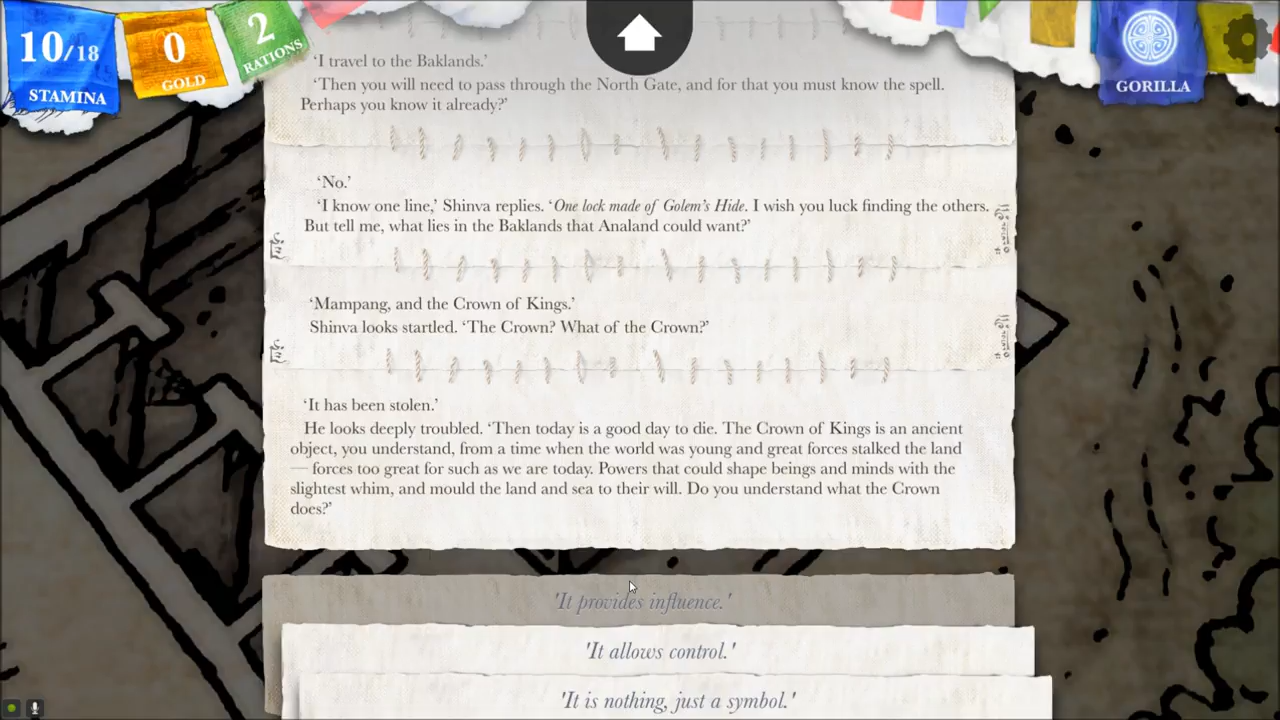 10/18
STAMINA
0
GOLD
2
RATIONS
GORILLA
‘I travel to the Baklands.’
‘Then you will need to pass through the North Gate, and for that you must know the spell.
Perhaps you know it already?’
‘No.’
‘I know one line,’ Shinva replies. ‘One lock made of Golem’s Hide. I wish you luck finding the others.
But tell me, what lies in the Baklands that Analand could want?’
‘Mampang, and the Crown of Kings.’
Shinva looks startled. ‘The Crown? What of the Crown?’
‘It has been stolen.’
He looks deeply troubled. ‘Then today is a good day to die. The Crown of Kings is an ancient
object, you understand, from a time when the world was young and great forces stalked the land
— forces too great for such as we are today. Powers that could shape beings and minds with the
slightest whim, and mould the land and sea to their will. Do you understand what the Crown
does?’
'It provides influence.'
'It allows control.'
'It is nothing, just a symbol.'